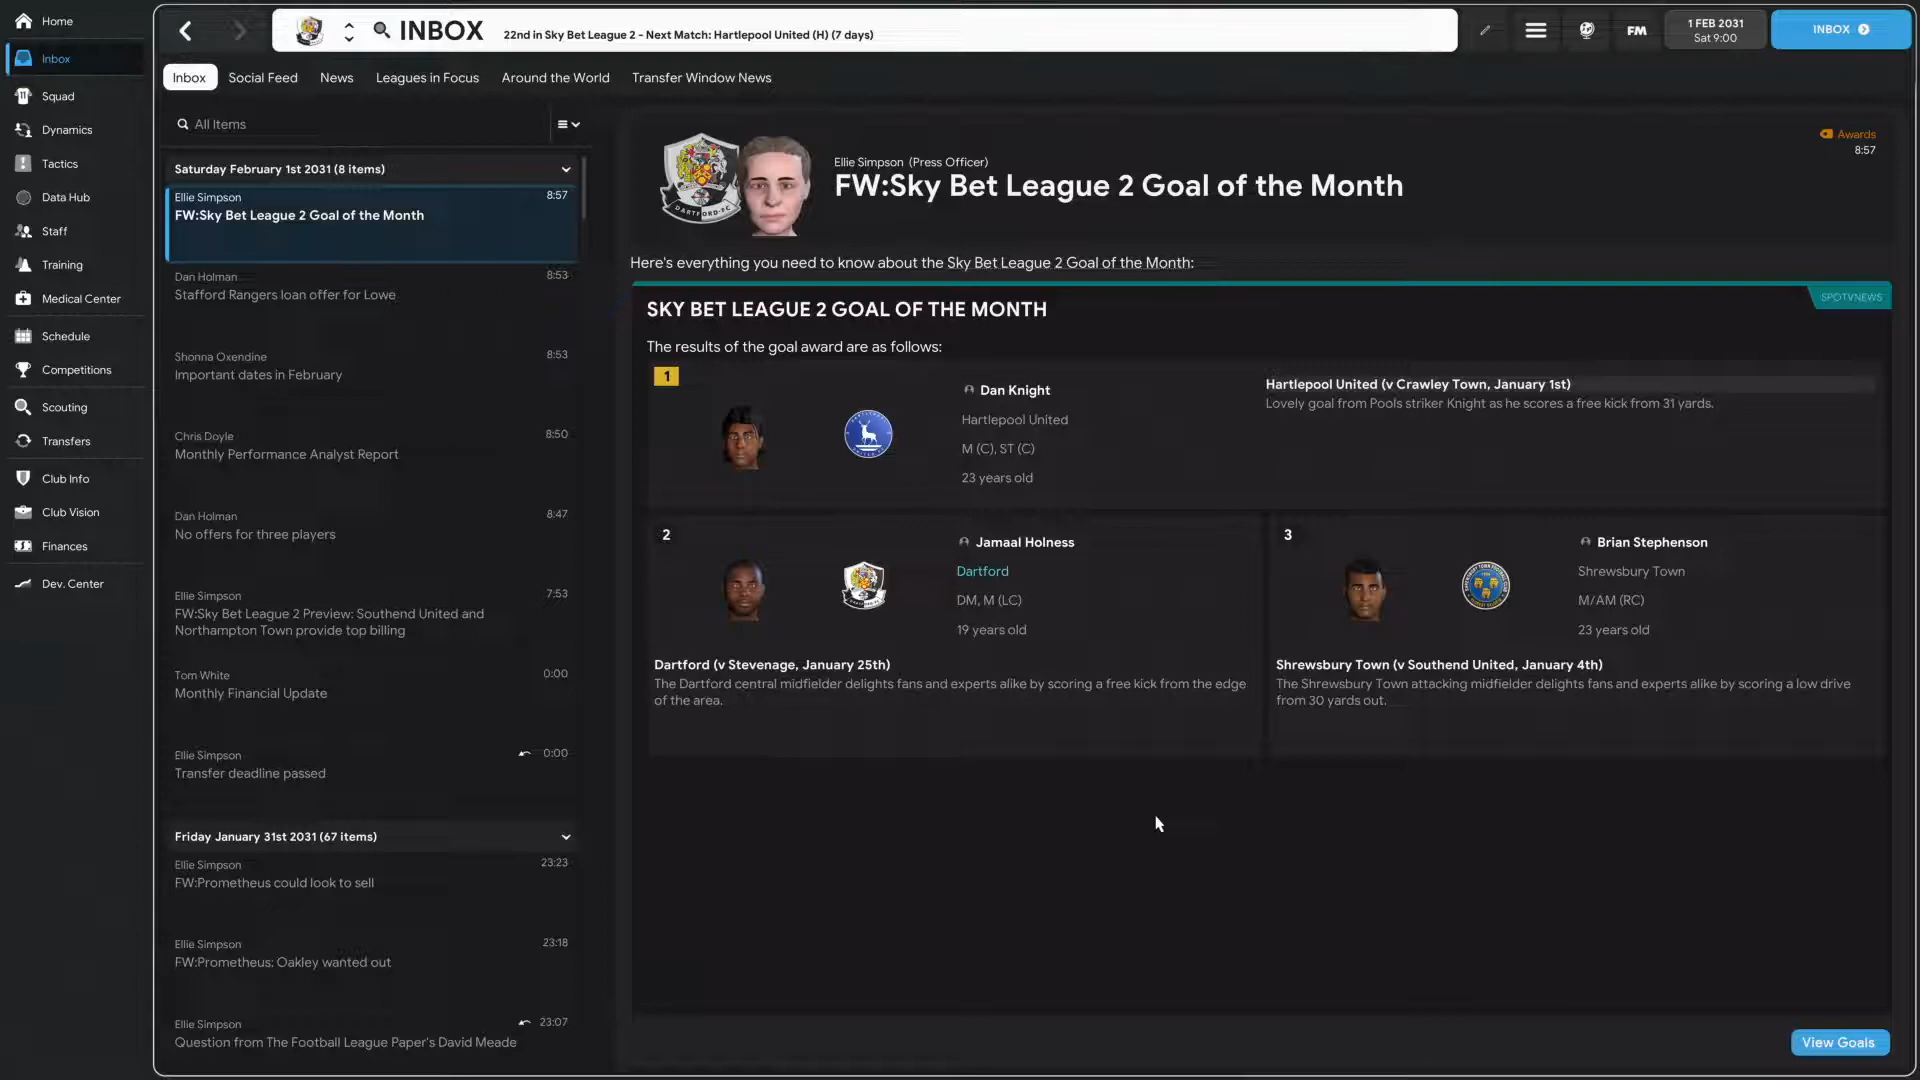 Home
Inbox
Squad
Dynamics
Tactics
Data Hub
Staff
Training
Medical Center
Schedule
Competitions
Scouting
Transfers
Club Info
Club Vision
Finances
Dev. Center
INBOX
22nd in Sky Bet League 2 - Next Match: Hartlepool United (H) (7 days)
FM
1 FEB 2031
Sat 9:00
INBOX
Inbox Social Feed News Leagues in Focus Around the World Transfer Window News
All Items
Saturday February 1st 2031 (8 items)
Ellie Simpson 8:57
FW:Sky Bet League 2 Goal of the Month
Dan Holman 8:53
Stafford Rangers loan offer for Lowe
Shonna Oxendine 8:53
Important dates in February
Chris Doyle 8:50
Monthly Performance Analyst Report
Dan Holman 8:47
No offers for three players
Ellie Simpson 7:53
FW:Sky Bet League 2 Preview: Southend United and
Northampton Town provide top billing
Tom White 0:00
Monthly Financial Update
Ellie Simpson 0:00
Transfer deadline passed
Friday January 31st 2031 (67 items)
Ellie Simpson 23:23
FW:Prometheus could look to sell
Ellie Simpson 23:18
FW:Prometheus: Oakley wanted out
Ellie Simpson 23:07
Question from The Football League Paper's David Meade
DARTFORD FC
Ellie Simpson (Press Officer)
FW:Sky Bet League 2 Goal of the Month
Awards
8:57
Here's everything you need to know about the Sky Bet League 2 Goal of the Month:
SPOTVNEWS
SKY BET LEAGUE 2 GOAL OF THE MONTH
The results of the goal award are as follows:
1
Dan Knight
Hartlepool United
M (C), ST (C)
23 years old
Hartlepool United (v Crawley Town, January 1st)
Lovely goal from Pools striker Knight as he scores a free kick from 31 yards.
2
Jamaal Holness
Dartford
DM, M (LC)
19 years old
Dartford (v Stevenage, January 25th)
The Dartford central midfielder delights fans and experts alike by scoring a free kick from the edge
of the area.
3
Brian Stephenson
Shrewsbury Town
M/AM (RC)
23 years old
Shrewsbury Town (v Southend United, January 4th)
The Shrewsbury Town attacking midfielder delights fans and experts alike by scoring a low drive
from 30 yards out.
View Goals